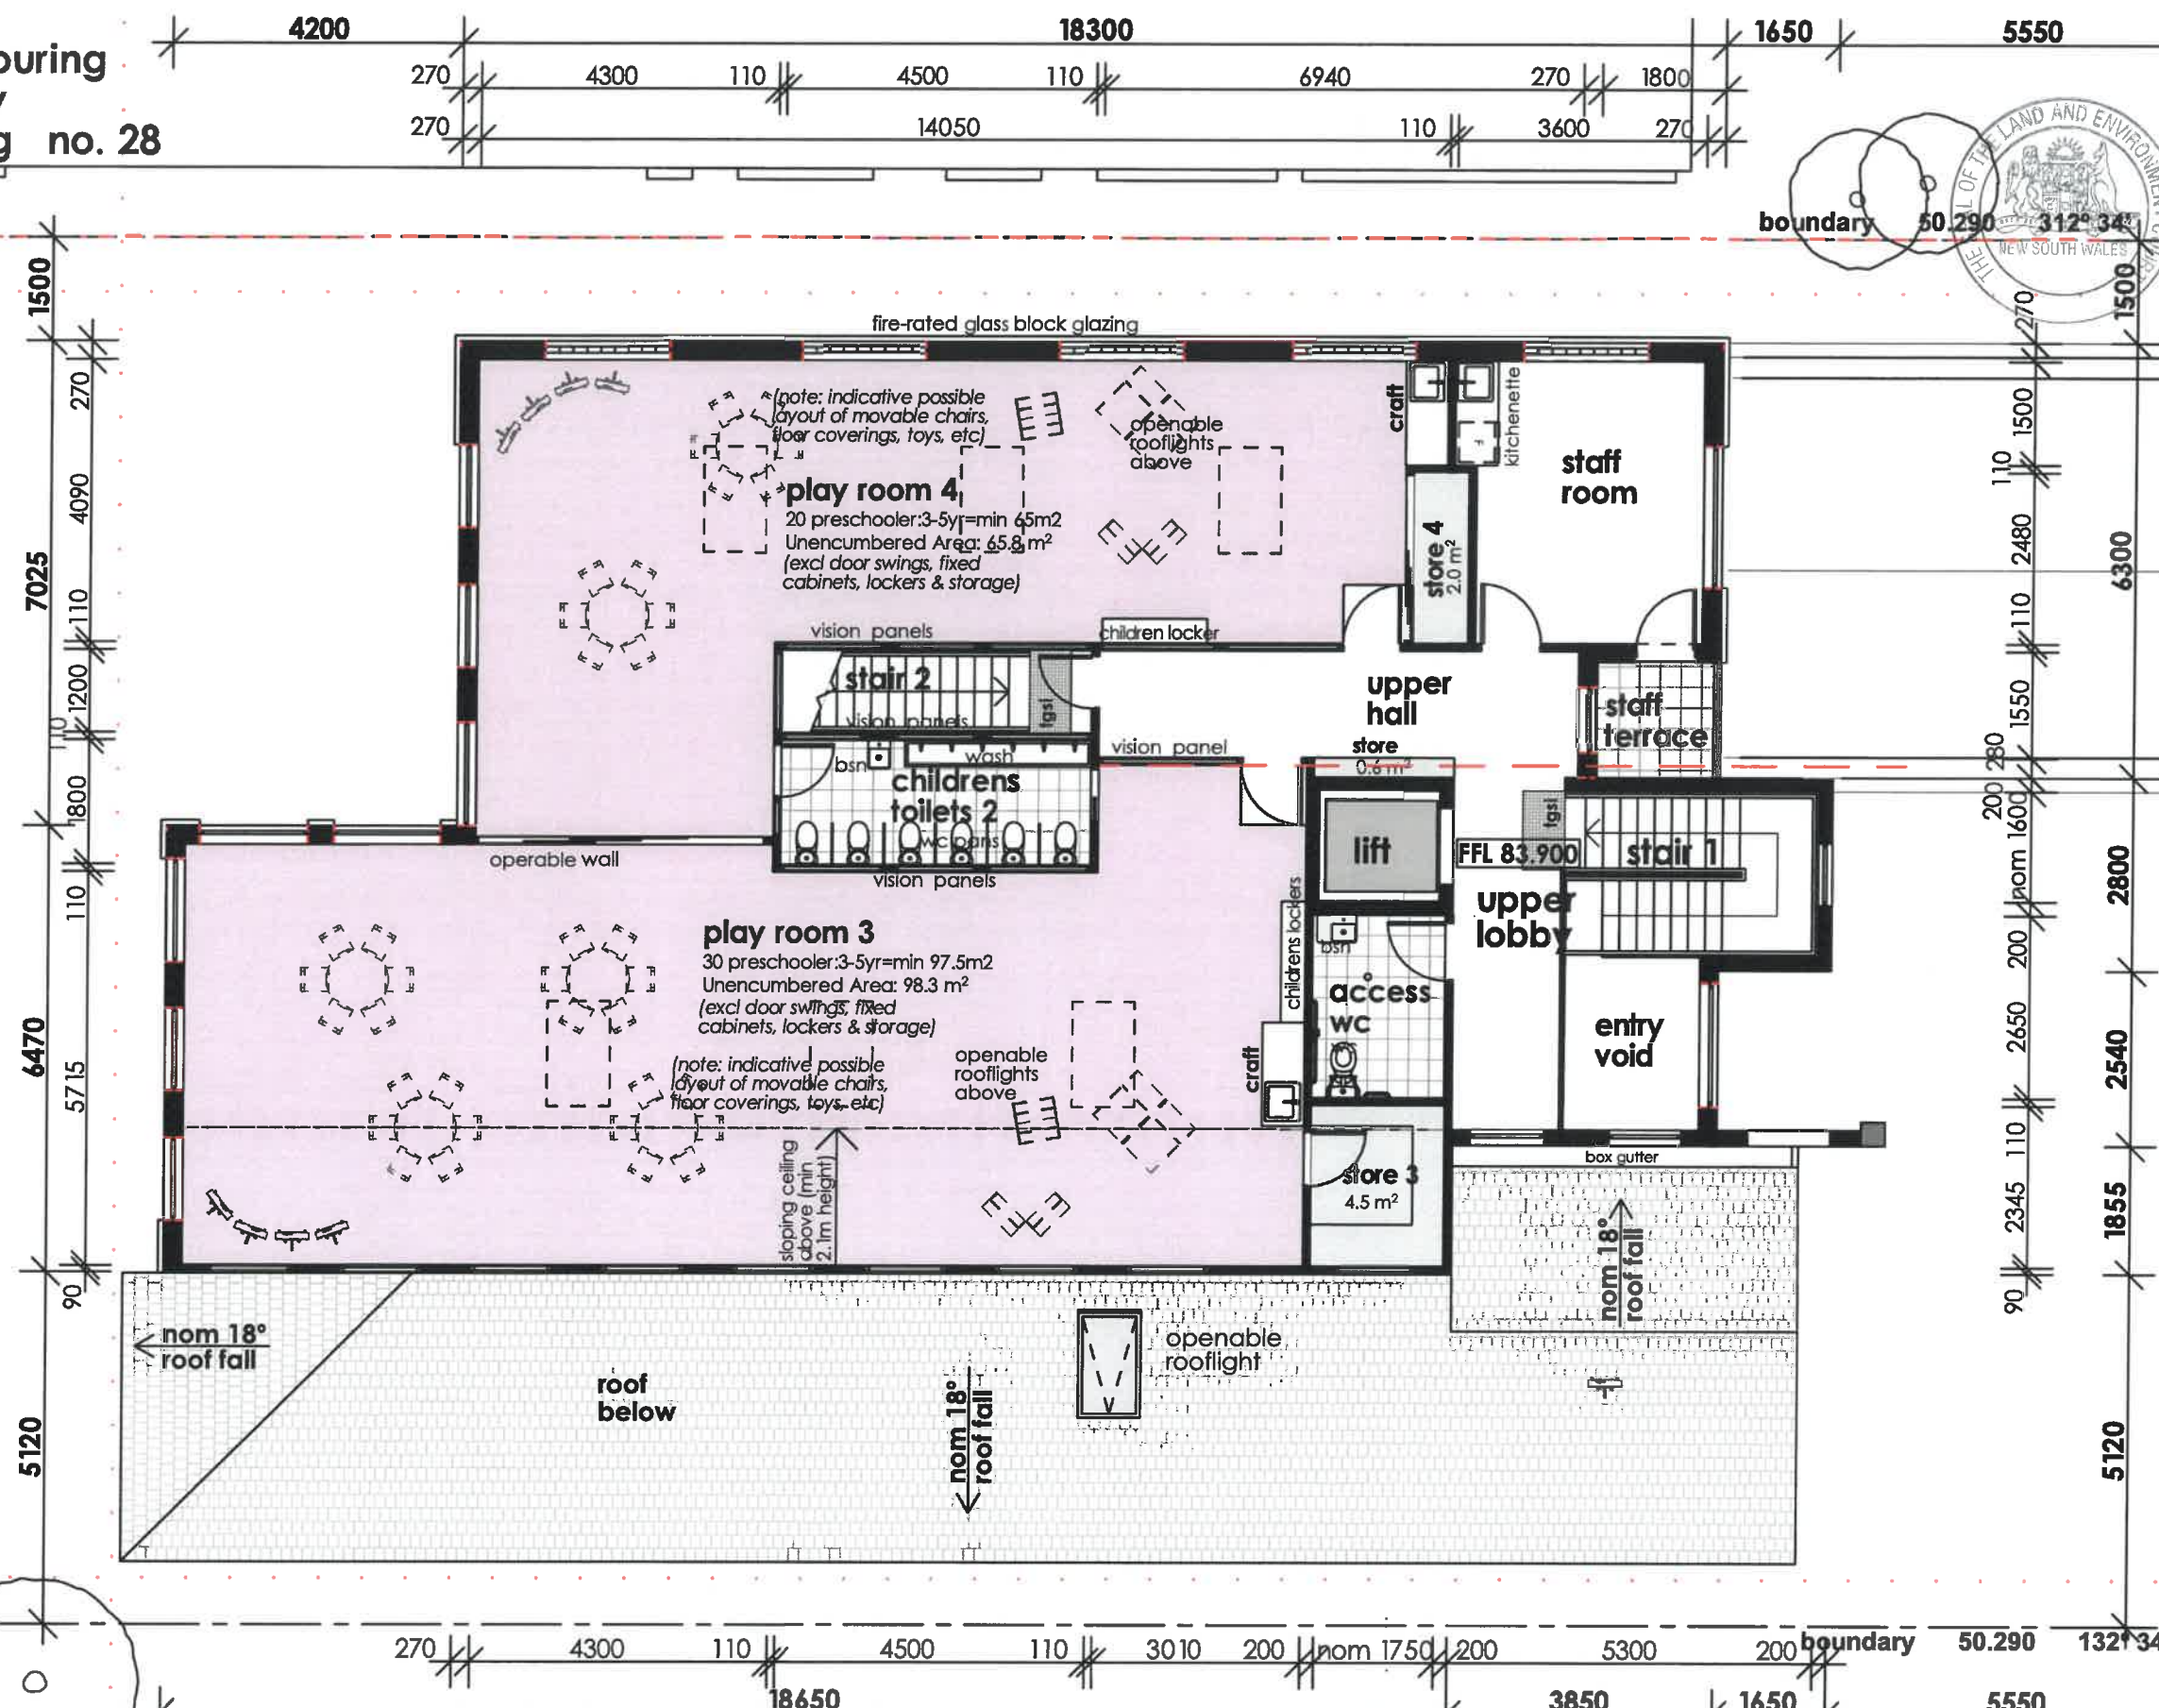 4200
18300
1650
5550
ouring
270
4300
110
4500
110
6940
270
1800
g no. 28
270
14050
110
3600
270
THE SEAL OF THE LAND AND ENVIRONMENT
NEW SOUTH WALES
boundary 50.290 312° 34'
1500
7025
6470
5120
270
4090
110
1200
110
1800
110
5715
90
fire-rated glass block glazing
(note: indicative possible
layout of movable chairs,
floor coverings, toys, etc)
openable
rooflights
above
craft
kitchenette
staff
room
play room 4
20 preschooler:3-5yr=min 65m2
Unencumbered Area: 65.8 m²
(excl door swings, fixed
cabinets, lockers & storage)
store 4
2.0 m²
vision panels
children locker
stair 2
vision panels
tgsi
upper
hall
staff
terrace
vision panel
store
0.6 m²
bsn
wash
childrens
toilets 2
wc pans
vision panels
operable wall
lift
FFL 83.900
tgsi
stair 1
upper
lobby
childrens lockers
play room 3
30 preschooler:3-5yr=min 97.5m2
Unencumbered Area: 98.3 m²
(excl door swings, fixed
cabinets, lockers & storage)
(note: indicative possible
layout of movable chairs,
floor coverings, toys, etc)
openable
rooflights
above
craft
bsn
access
wc
entry
void
sloping ceiling
above (min
2.1m height)
store 3
4.5 m²
box gutter
nom 18°
roof fall
nom 18°
roof fall
roof
below
nom 18°
roof fall
openable
rooflight
270
1500
110
2480
110
1550
280
200
nom 1600
200
2650
110
2345
90
1500
6300
2800
2540
1855
5120
270
4300
110
4500
110
3010
200
nom 1750
200
5300
200
boundary 50.290 132° 34
18650
3850
1650
5550